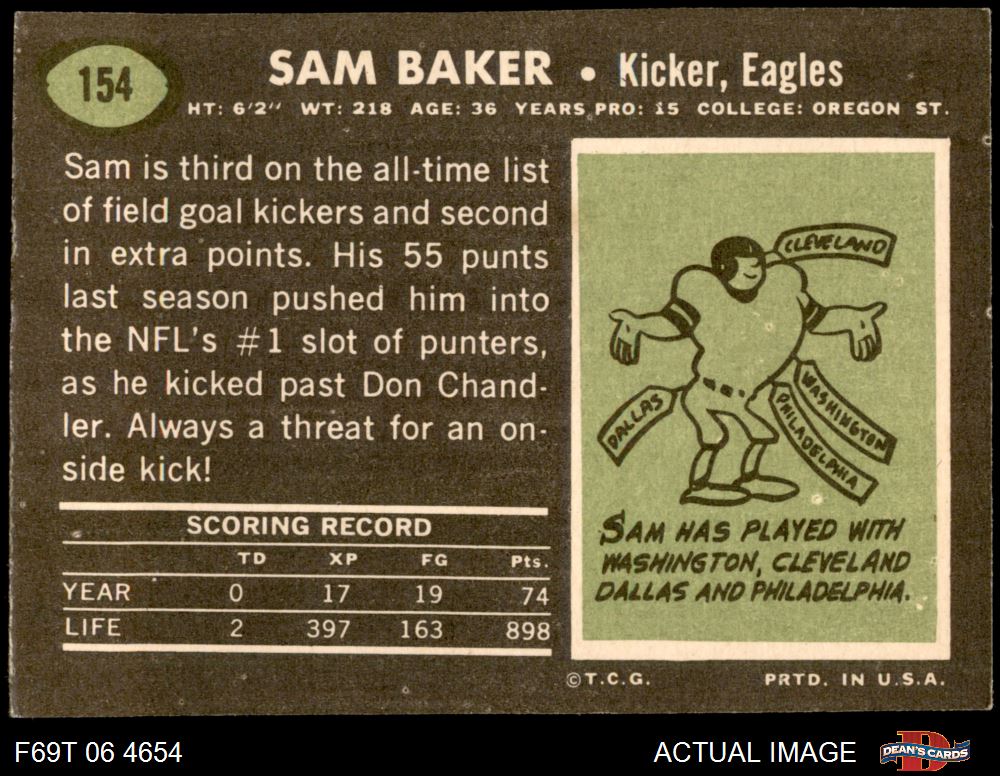 154
SAM BAKER • Kicker, Eagles
HT: 6'2" WT: 218 AGE: 36 YEARS PRO: 15 COLLEGE: OREGON ST.
Sam is third on the all-time list
of field goal kickers and second
in extra points. His 55 punts
last season pushed him into
the NFL's #1 slot of punters,
as he kicked past Don Chand-
ler. Always a threat for an on-
side kick!
SCORING RECORD
TD XP FG Pts.
YEAR 0 17 19 74
LIFE 2 397 163 898
CLEVELAND
DALLAS
WASHINGTON
PHILADELPHIA
SAM HAS PLAYED WITH
WASHINGTON, CLEVELAND
DALLAS AND PHILADELPHIA.
©T.C.G. PRTD. IN U.S.A.
F69T 06 4654
ACTUAL IMAGE
D
DEAN'S CARDS